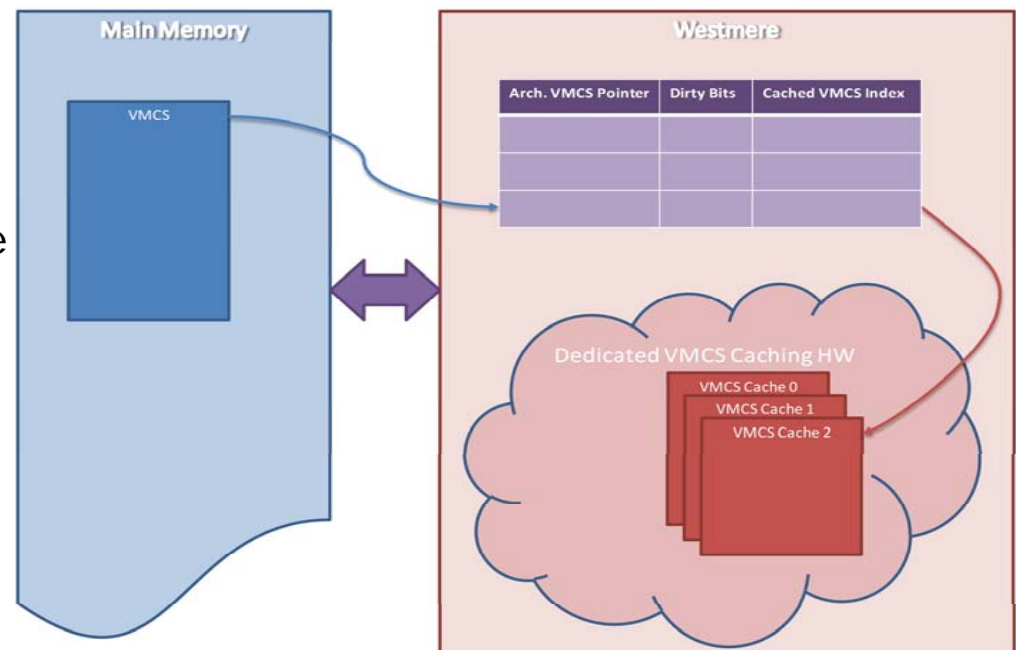 Main Memory
VMCS
e
Westmere
Arch. VMCS Pointer Dirty Bits Cached VMCS Index
Dedicated VMCS Caching HW
VMCS Cache 0
VMCS Cache 1
VMCS Cache 2